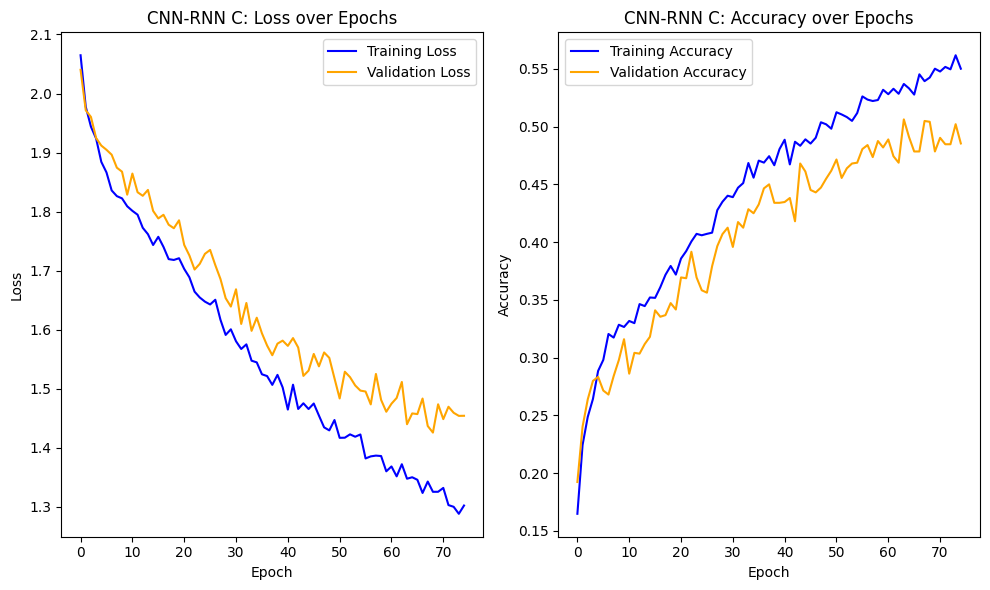 CNN-RNN C: Loss over Epochs
Training Loss
Validation Loss
2.1
2.0
1.9
1.8
1.7
1.6
1.5
1.4
1.3
Loss
0 10 20 30 40 50 60 70
Epoch
CNN-RNN C: Accuracy over Epochs
Training Accuracy
Validation Accuracy
0.55
0.50
0.45
0.40
0.35
0.30
0.25
0.20
0.15
Accuracy
0 10 20 30 40 50 60 70
Epoch